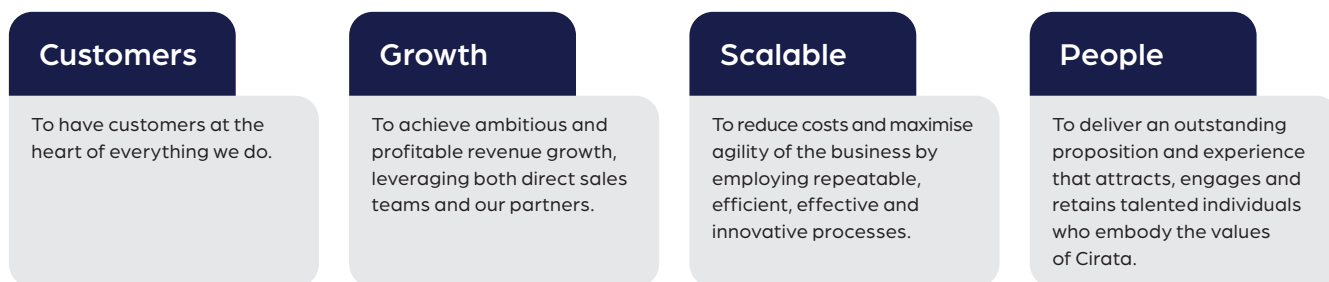 Customers
To have customers at the
heart of everything we do.
Growth
To achieve ambitious and
profitable revenue growth,
leveraging both direct sales
teams and our partners.
Scalable
To reduce costs and maximise
agility of the business by
employing repeatable,
efficient, effective and
innovative processes.
People
To deliver an outstanding
proposition and experience
that attracts, engages and
retains talented individuals
who embody the values
of Cirata.